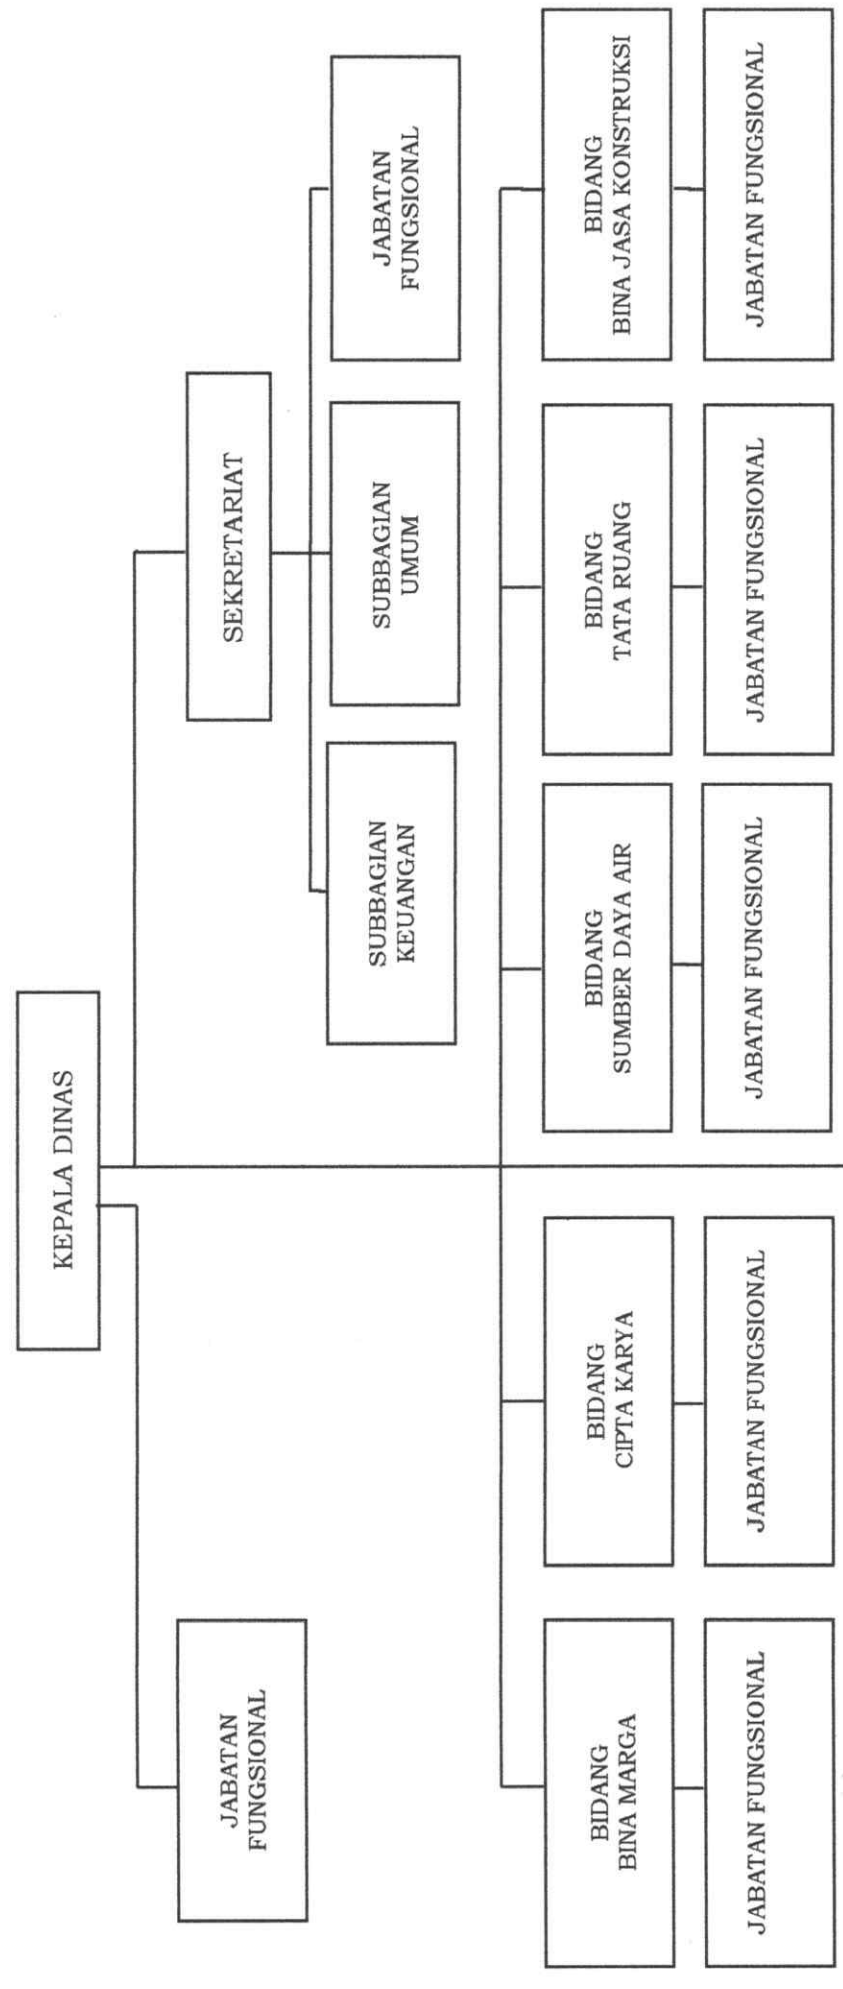 KEPALA DINAS
JABATAN
FUNGSIONAL
SEKRETARIAT
SUBBAGIAN
KEUANGAN
SUBBAGIAN
UMUM
JABATAN
FUNGSIONAL
BIDANG
BINA MARGA
BIDANG
CIPTA KARYA
BIDANG
SUMBER DAYA AIR
BIDANG
TATA RUANG
BIDANG
BINA JASA KONSTRUKSI
JABATAN FUNGSIONAL
JABATAN FUNGSIONAL
JABATAN FUNGSIONAL
JABATAN FUNGSIONAL
JABATAN FUNGSIONAL